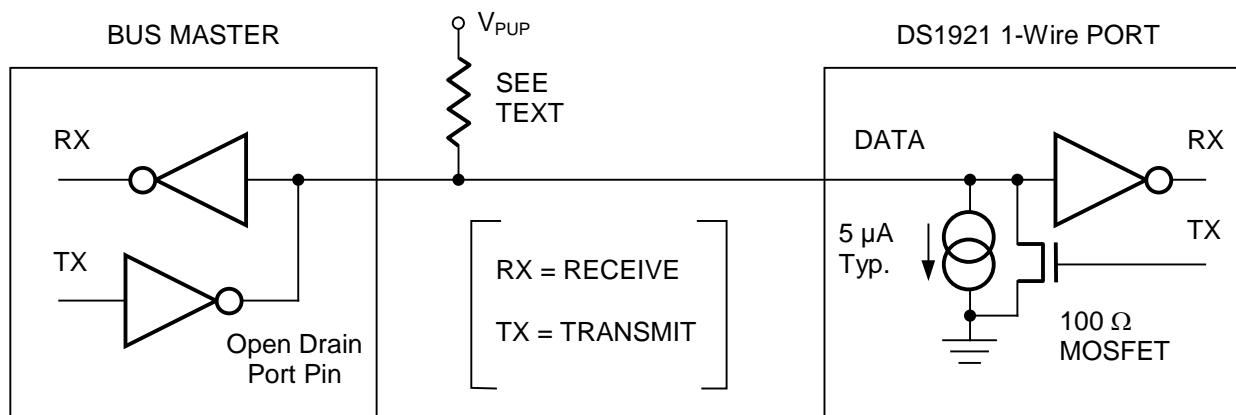 BUS MASTER
V_PUP
DS1921 1-Wire PORT
SEE
TEXT
RX
DATA
RX
TX
5 µA
Typ.
TX
RX = RECEIVE
TX = TRANSMIT
Open Drain
Port Pin
100 Ω
MOSFET